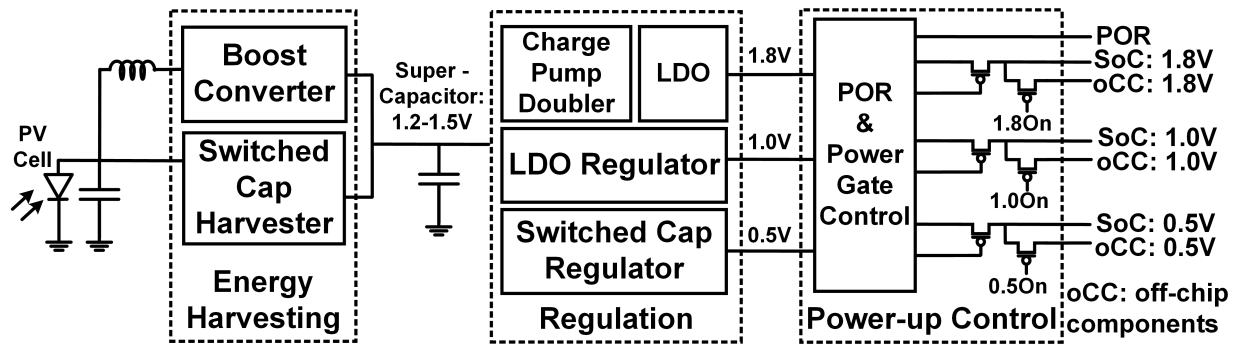 PV
Cell
Boost
Converter
Switched
Cap
Harvester
Energy
Harvesting
Super -
Capacitor:
1.2-1.5V
Charge
Pump
Doubler
LDO
LDO Regulator
Switched Cap
Regulator
Regulation
1.8V
1.0V
0.5V
POR
&
Power
Gate
Control
1.8On
1.0On
0.5On
Power-up Control
POR
SoC: 1.8V
oCC: 1.8V
SoC: 1.0V
oCC: 1.0V
SoC: 0.5V
oCC: 0.5V
oCC: off-chip
components